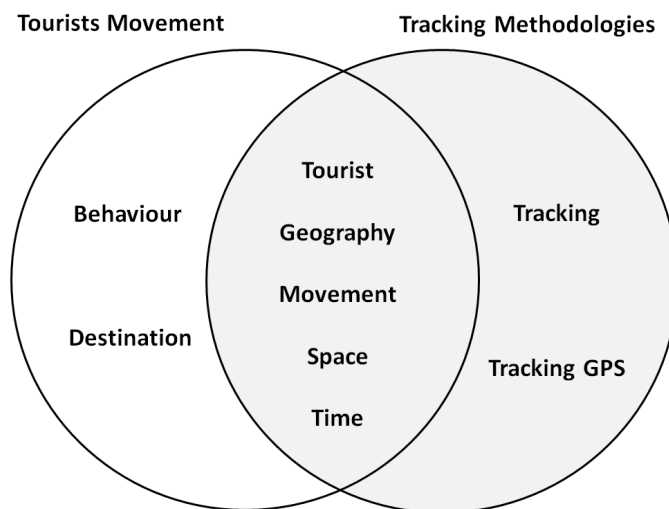 Tourists Movement
Tracking Methodologies
Behaviour
Destination
Tourist
Geography
Movement
Space
Time
Tracking
Tracking GPS